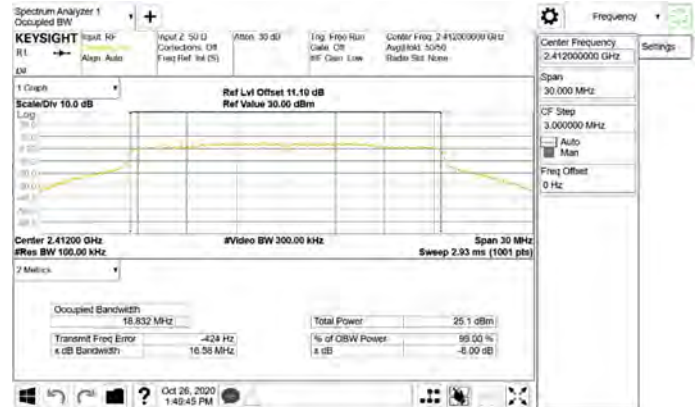 Spectrum Analyzer 1
Occupied BW
+
Frequency
KEYSIGHT
Input: RF
Input Z: 50 Ω
Atten: 30 dB
Trig: Free Run
Center Freq: 2.412000000 GHz
Corrections: Off
Gate: Off
Avg|Hold: 50/50
Align: Auto
Freq Ref: Int (S)
#IF Gain: Low
Radio Std: None
Center Frequency
2.412000000 GHz
Settings
Span
30.000 MHz
CF Step
3.000000 MHz
Auto
Man
Freq Offset
0 Hz
1 Graph
Scale/Div 10.0 dB
Ref Lvl Offset 11.10 dB
Ref Value 30.00 dBm
Log
Center 2.41200 GHz
#Video BW 300.00 kHz
Span 30 MHz
#Res BW 100.00 kHz
Sweep 2.93 ms (1001 pts)
2 Metrics
Occupied Bandwidth
18.832 MHz
Total Power
25.1 dBm
Transmit Freq Error
-424 Hz
% of OBW Power
99.00 %
x dB Bandwidth
16.58 MHz
x dB
-6.00 dB
?
Oct 26, 2020
1:49:45 PM